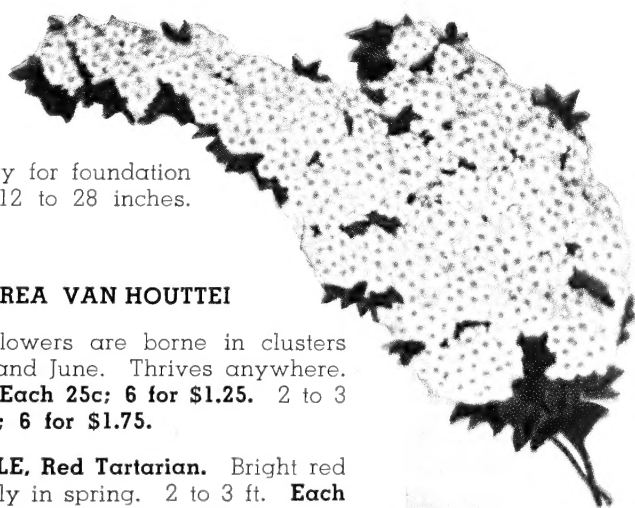 y for foundation
12 to 28 inches.
REA VAN HOUTTEI
lowers are borne in clusters
and June. Thrives anywhere.
Each 25c; 6 for $1.25. 2 to 3
; 6 for $1.75.
LE, Red Tartarian. Bright red
ly in spring. 2 to 3 ft. Each